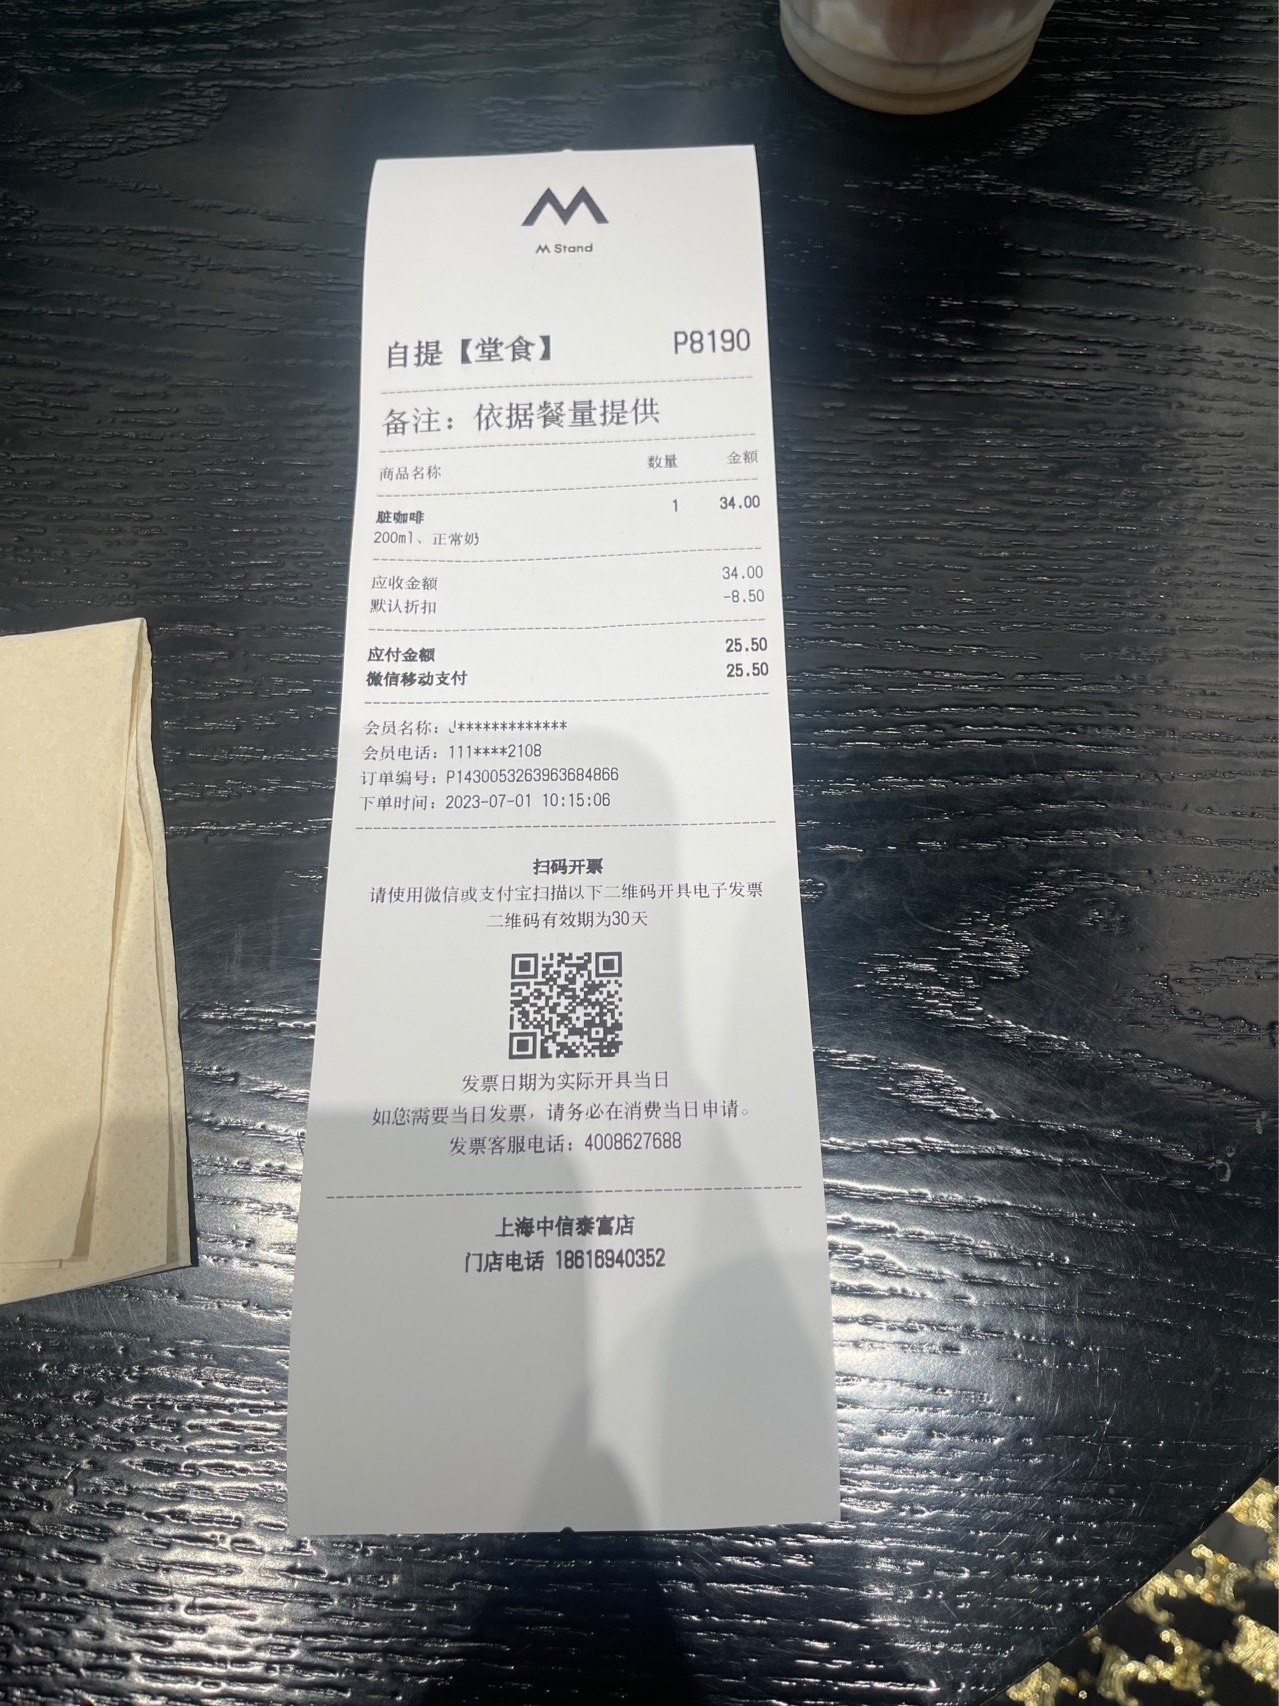 M Stand
自提【堂食】 P8190
备注：依据餐量提供
商品名称 数量 金额
脏咖啡 1 34.00
200ml、正常奶
应收金额 34.00
默认折扣 -8.50
应付金额 25.50
微信移动支付 25.50
会员名称：J*************
会员电话：111****2108
订单编号：P1430053263963684866
下单时间：2023-07-01 10:15:06
扫码开票
请使用微信或支付宝扫描以下二维码开具电子发票
二维码有效期为30天
发票日期为实际开具当日
如您需要当日发票，请务必在消费当日申请。
发票客服电话：4008627688
上海中信泰富店
门店电话 18616940352